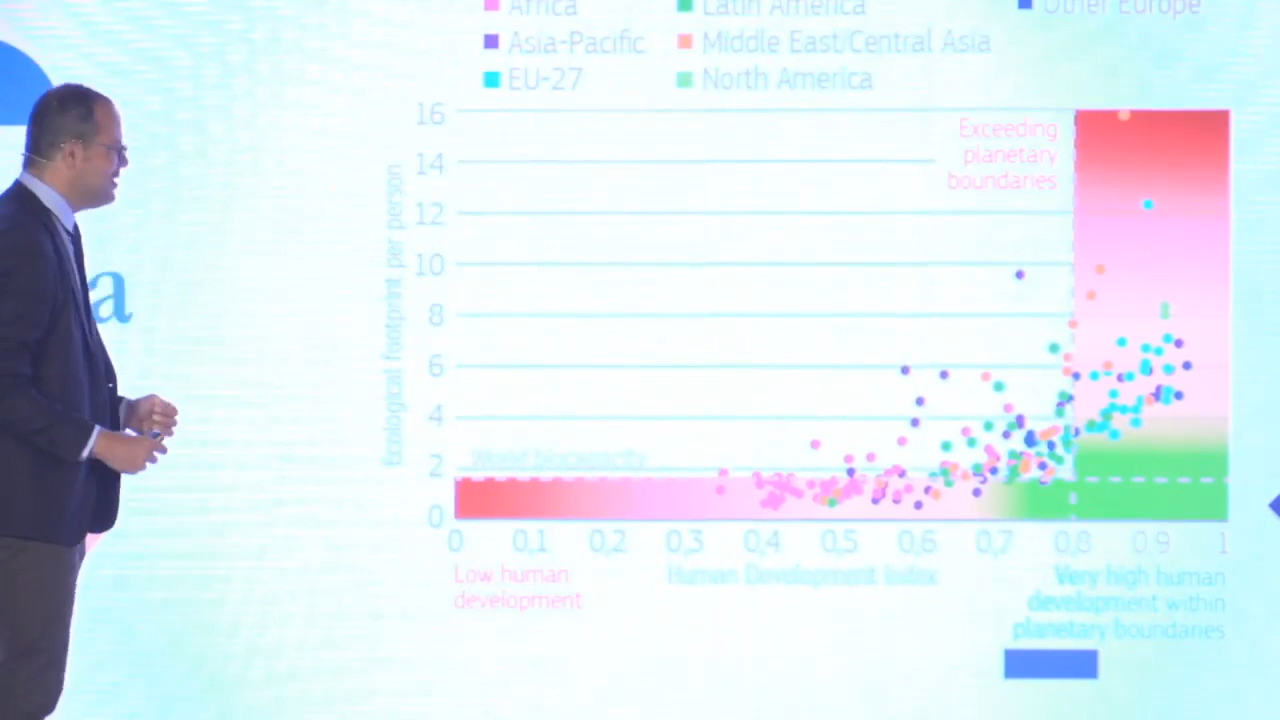 Africa
Latin America
Other Europe
Asia-Pacific
Middle East/Central Asia
EU-27
North America
16
14
12
10
8
6
4
2
0
Ecological footprint per person
Exceeding
planetary
boundaries
World biocapacity
0
0,1
0,2
0,3
0,4
0,5
0,6
0,7
0,8
0,9
1
Low human
development
Human Development Index
Very high human
development within
planetary boundaries
a